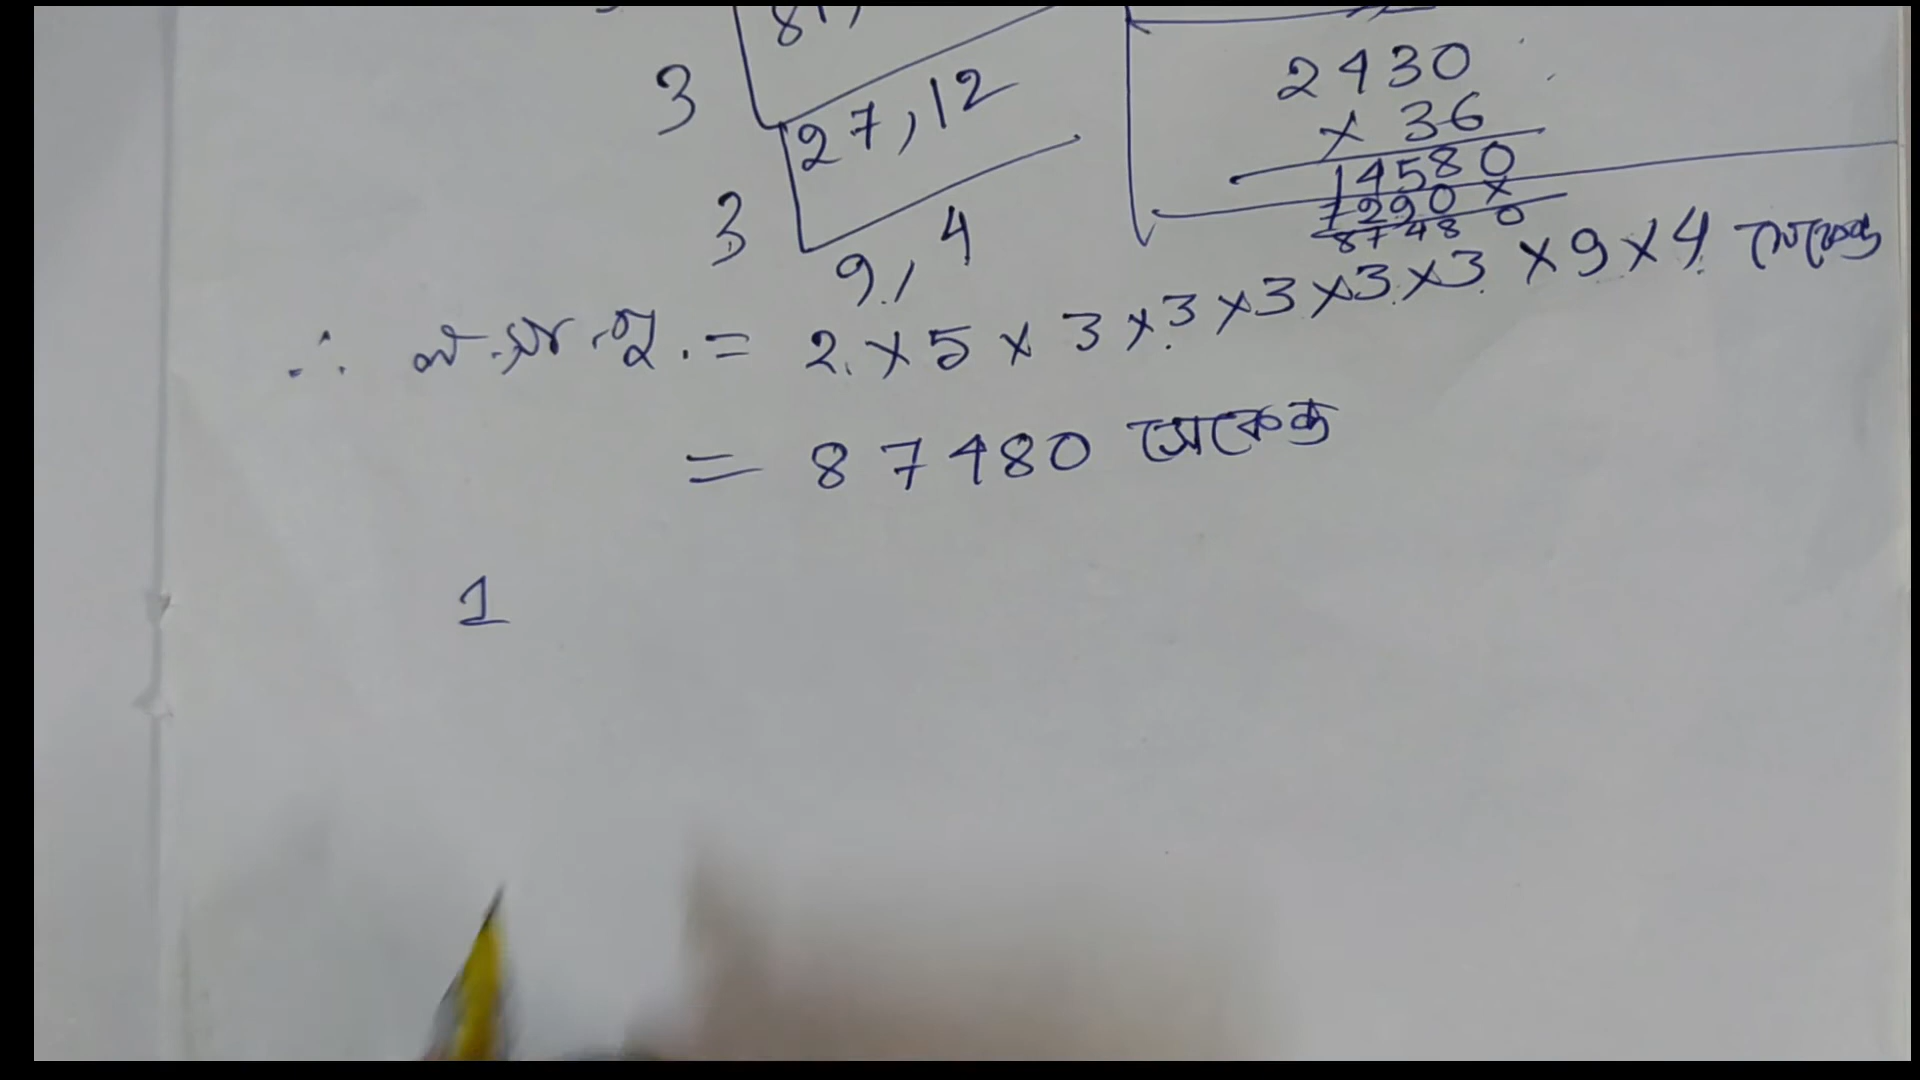 3 27, 12
3 9, 4
2430
× 36
14580
7290×
87480
∴ ল.সা.গু. = 2 × 5 × 3 × 3 × 3 × 3 × 3 × 9 × 4 সেকেন্ড
= 87480 সেকেন্ড
1